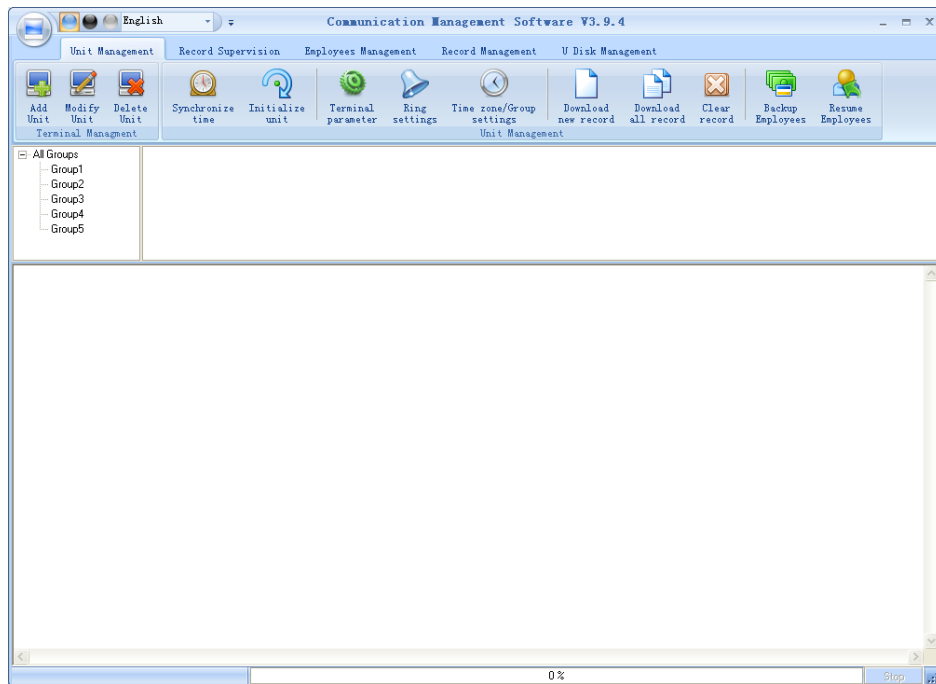 English
Communication Management Software V3.9.4
Unit Management Record Supervision Employees Management Record Management U Disk Management
Add Unit
Modify Unit
Delete Unit
Synchronize time
Initialize unit
Terminal parameter
Ring settings
Time zone/Group settings
Download new record
Download all record
Clear record
Backup Employees
Resume Employees
Terminal Managment
Unit Management
All Groups
Group1
Group2
Group3
Group4
Group5
0%
Stop